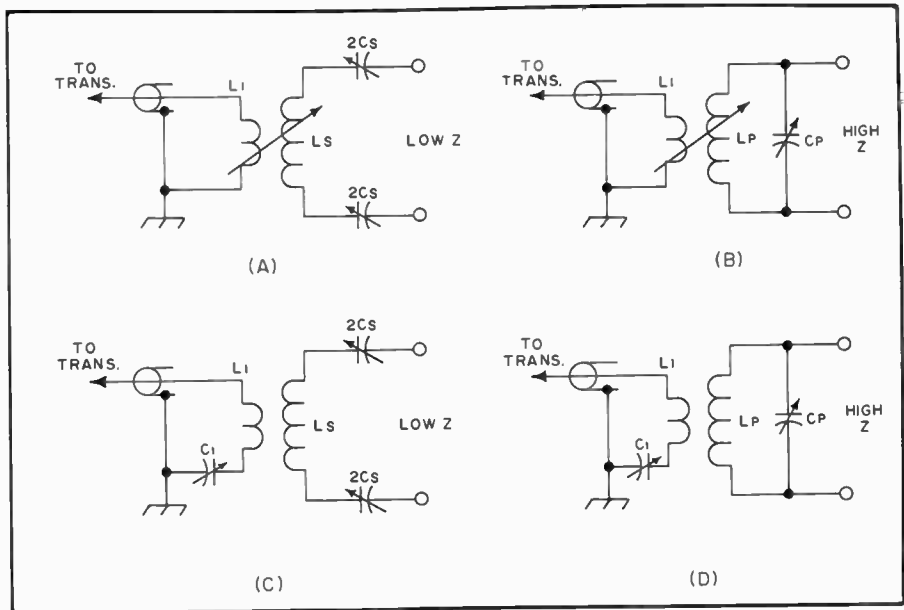 2Cs
TO
TRANS.
L1
Ls
LOW Z
2Cs
(A)
TO
TRANS.
L1
LP
CP
HIGH
Z
(B)
2Cs
TO
TRANS.
L1
Ls
LOW Z
C1
2Cs
(C)
TO
TRANS.
L1
LP
CP
HIGH
Z
C1
(D)